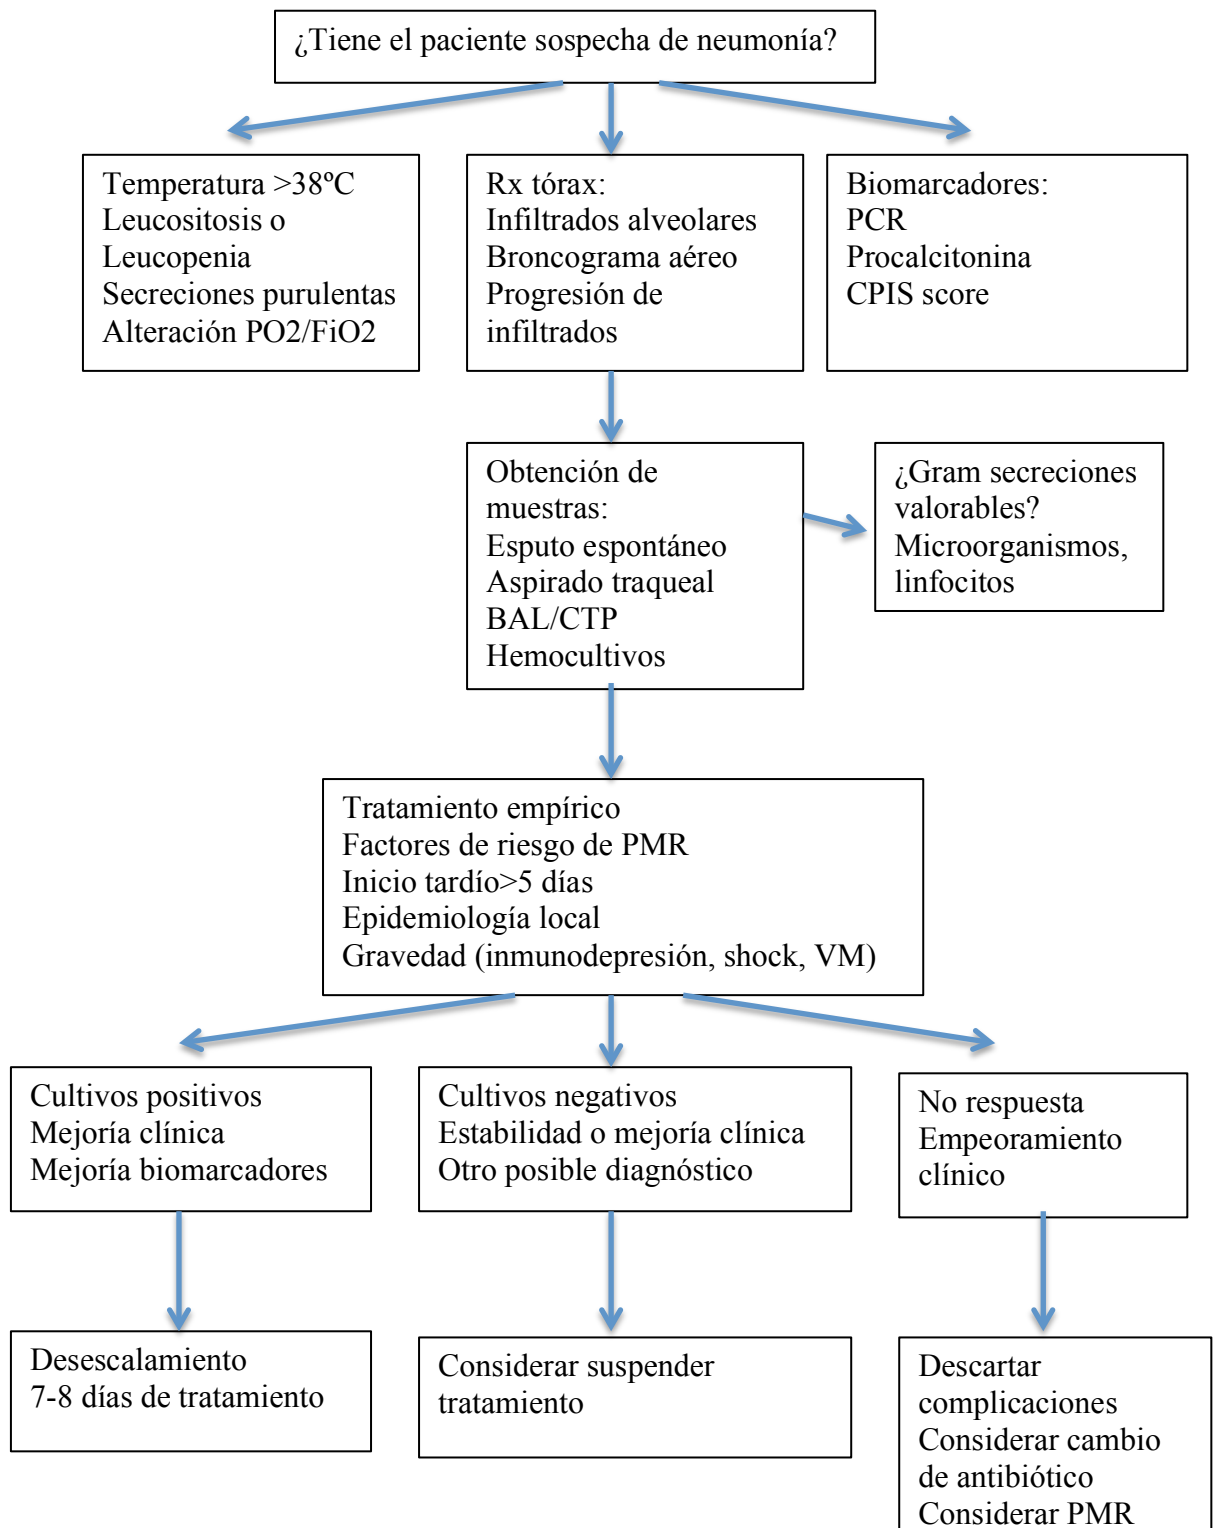 ¿Tiene el paciente sospecha de neumonía?
Temperatura >38ºC
Leucositosis o
Leucopenia
Secreciones purulentas
Alteración PO2/FiO2
Rx tórax:
Infiltrados alveolares
Broncograma aéreo
Progresión de
infiltrados
Biomarcadores:
PCR
Procalcitonina
CPIS score
Obtención de
muestras:
Esputo espontáneo
Aspirado traqueal
BAL/CTP
Hemocultivos
¿Gram secreciones
valorables?
Microorganismos,
linfocitos
Tratamiento empírico
Factores de riesgo de PMR
Inicio tardío>5 días
Epidemiología local
Gravedad (inmunodepresión, shock, VM)
Cultivos positivos
Mejoría clínica
Mejoría biomarcadores
Cultivos negativos
Estabilidad o mejoría clínica
Otro posible diagnóstico
No respuesta
Empeoramiento
clínico
Desescalamiento
7-8 días de tratamiento
Considerar suspender
tratamiento
Descartar
complicaciones
Considerar cambio
de antibiótico
Considerar PMR